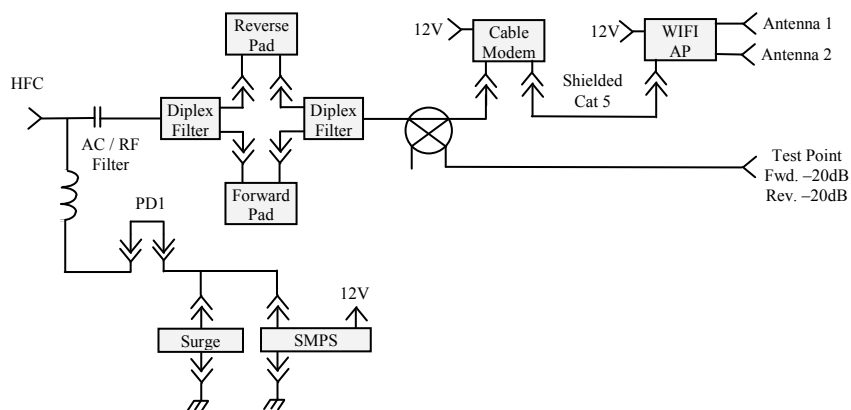 Reverse
Pad
12V
Cable
Modem
12V
WIFI
AP
Antenna 1
Antenna 2
HFC
Diplex
Filter
Diplex
Filter
Shielded
Cat 5
AC / RF
Filter
Forward
Pad
Test Point
Fwd. –20dB
Rev. –20dB
PD1
12V
Surge
SMPS